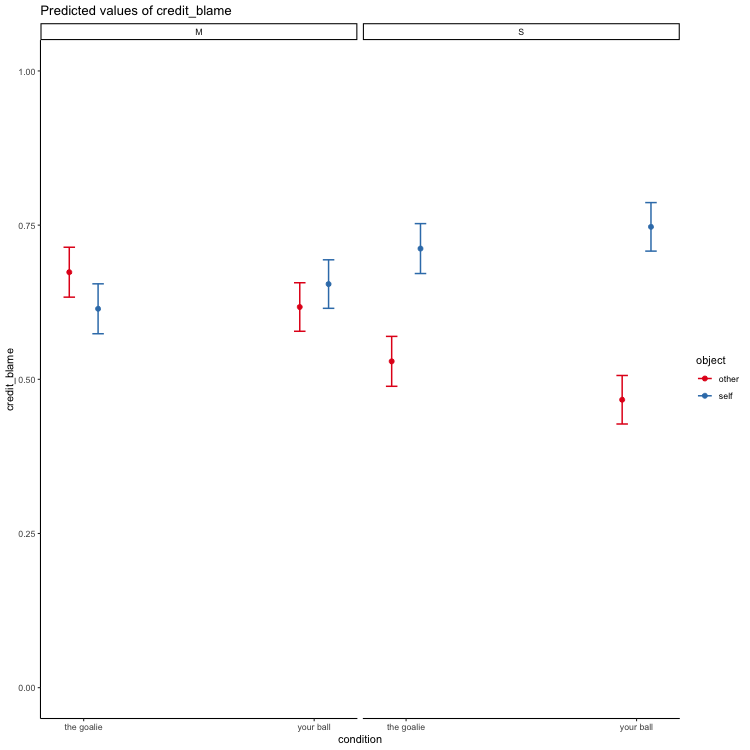 Predicted values of credit_blame
M
S
1.00
0.75
0.50
0.25
0.00
credit_blame
the goalie
your ball
the goalie
your ball
condition
object
other
self